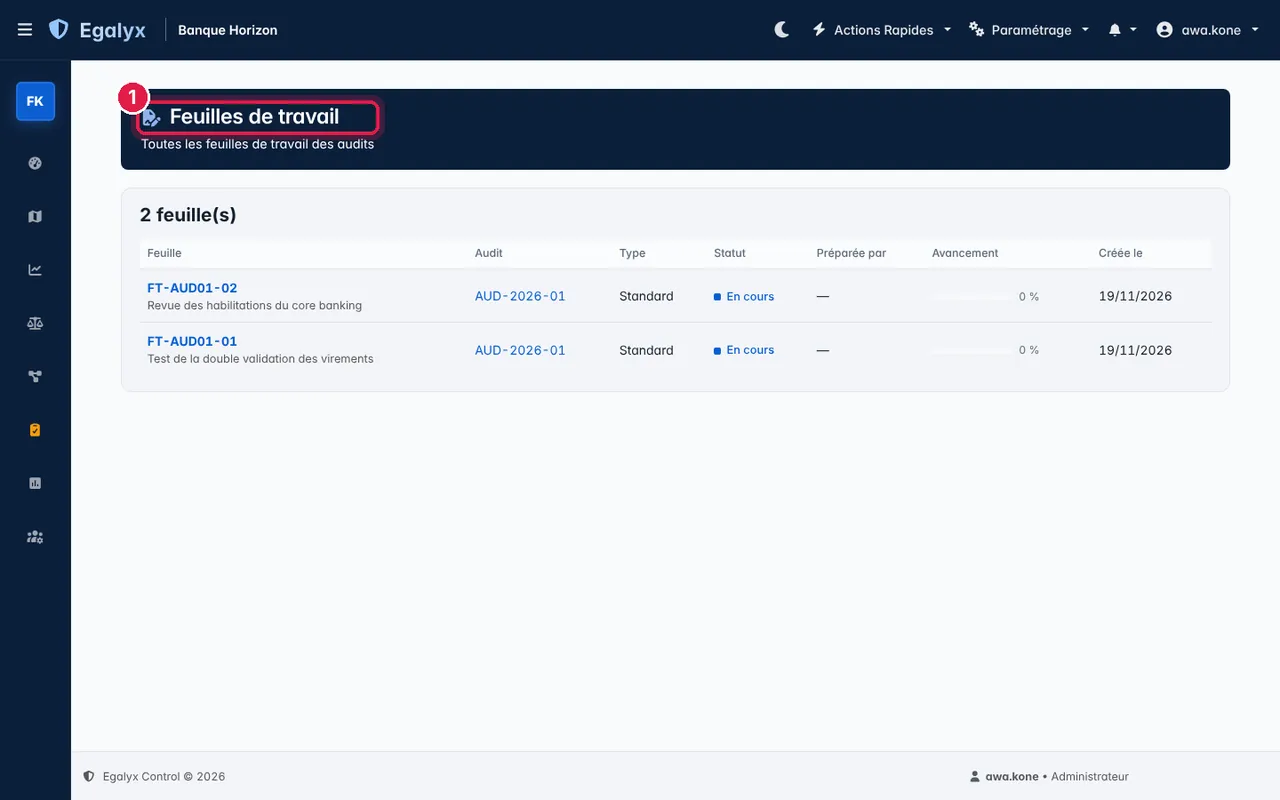 Egalyx
Banque Horizon
Actions Rapides
Paramétrage
awa.kone
FK
1
Feuilles de travail
Toutes les feuilles de travail des audits
2 feuille(s)
Feuille Audit Type Statut Préparée par Avancement Créée le
FT-AUD01-02
Revue des habilitations du core banking
AUD-2026-01 Standard En cours — 0 % 19/11/2026
FT-AUD01-01
Test de la double validation des virements
AUD-2026-01 Standard En cours — 0 % 19/11/2026
Egalyx Control © 2026
awa.kone • Administrateur